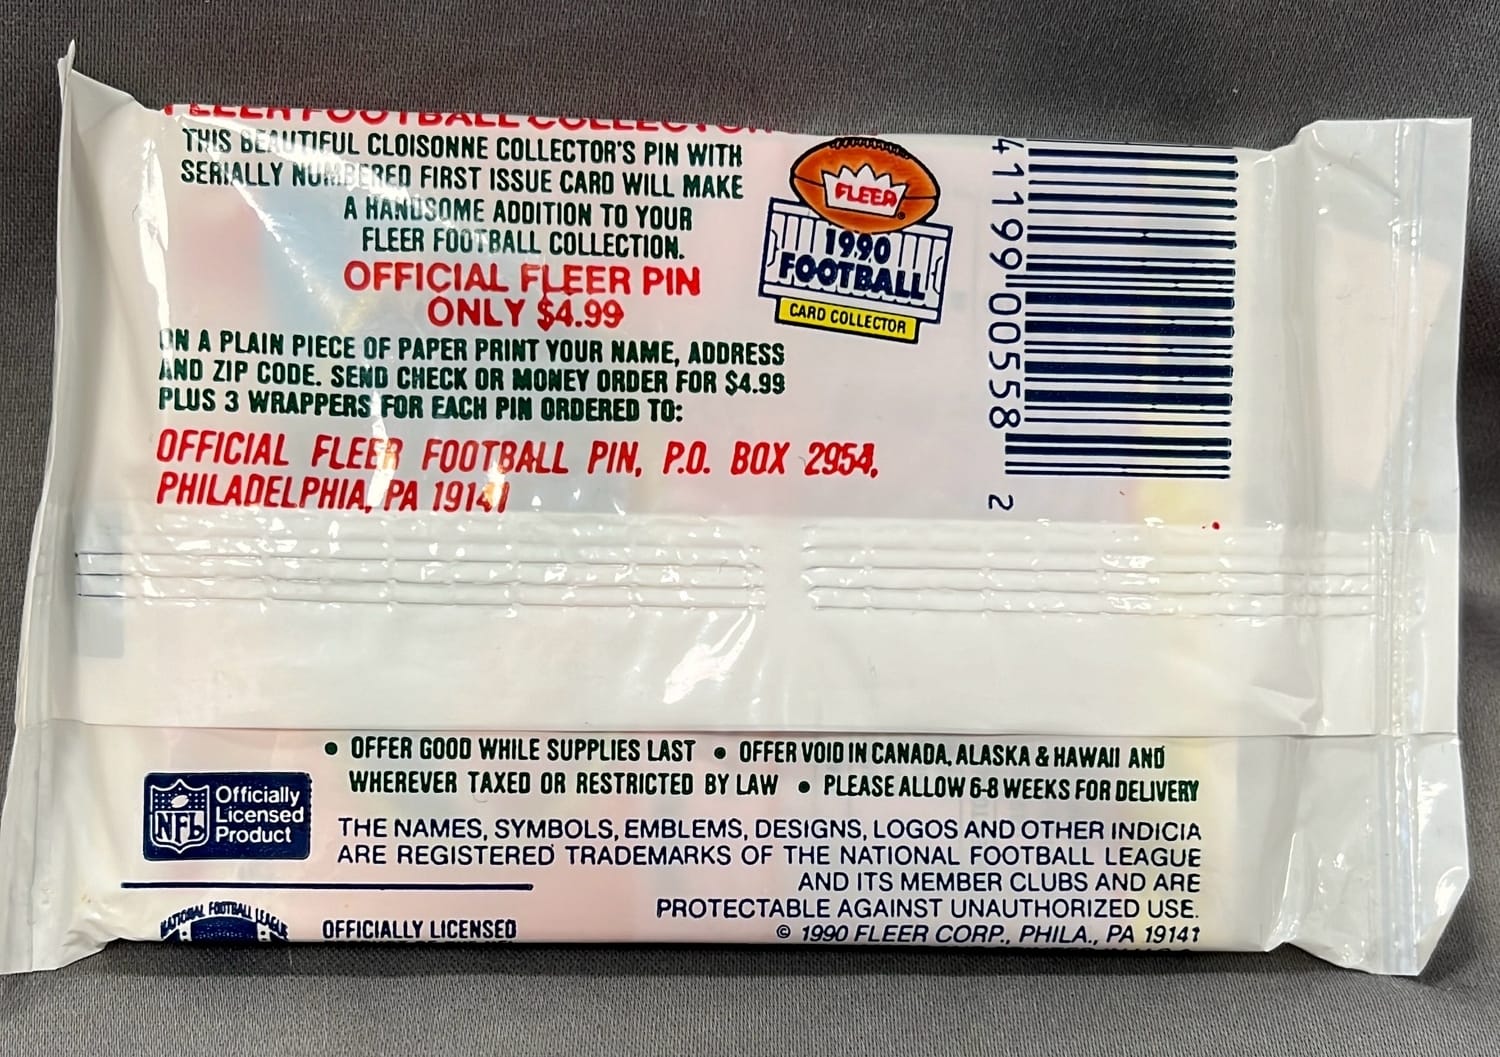 FLEER FOOTBALL COLLECTOR
THIS BEAUTIFUL CLOISONNE COLLECTOR'S PIN WITH
SERIALLY NUMBERED FIRST ISSUE CARD WILL MAKE
A HANDSOME ADDITION TO YOUR
FLEER FOOTBALL COLLECTION.
OFFICIAL FLEER PIN
ONLY $4.99
ON A PLAIN PIECE OF PAPER PRINT YOUR NAME, ADDRESS
AND ZIP CODE. SEND CHECK OR MONEY ORDER FOR $4.99
PLUS 3 WRAPPERS FOR EACH PIN ORDERED TO:
OFFICIAL FLEER FOOTBALL PIN, P.O. BOX 2954,
PHILADELPHIA, PA 19141
FLEER®
1990
FOOTBALL
CARD COLLECTOR
41199 00558 2
• OFFER GOOD WHILE SUPPLIES LAST • OFFER VOID IN CANADA, ALASKA & HAWAII AND
WHEREVER TAXED OR RESTRICTED BY LAW • PLEASE ALLOW 6-8 WEEKS FOR DELIVERY
NFL
Officially
Licensed
Product
THE NAMES, SYMBOLS, EMBLEMS, DESIGNS, LOGOS AND OTHER INDICIA
ARE REGISTERED TRADEMARKS OF THE NATIONAL FOOTBALL LEAGUE
AND ITS MEMBER CLUBS AND ARE
PROTECTABLE AGAINST UNAUTHORIZED USE.
© 1990 FLEER CORP., PHILA., PA 19141
NATIONAL FOOTBALL LEAGUE
OFFICIALLY LICENSED